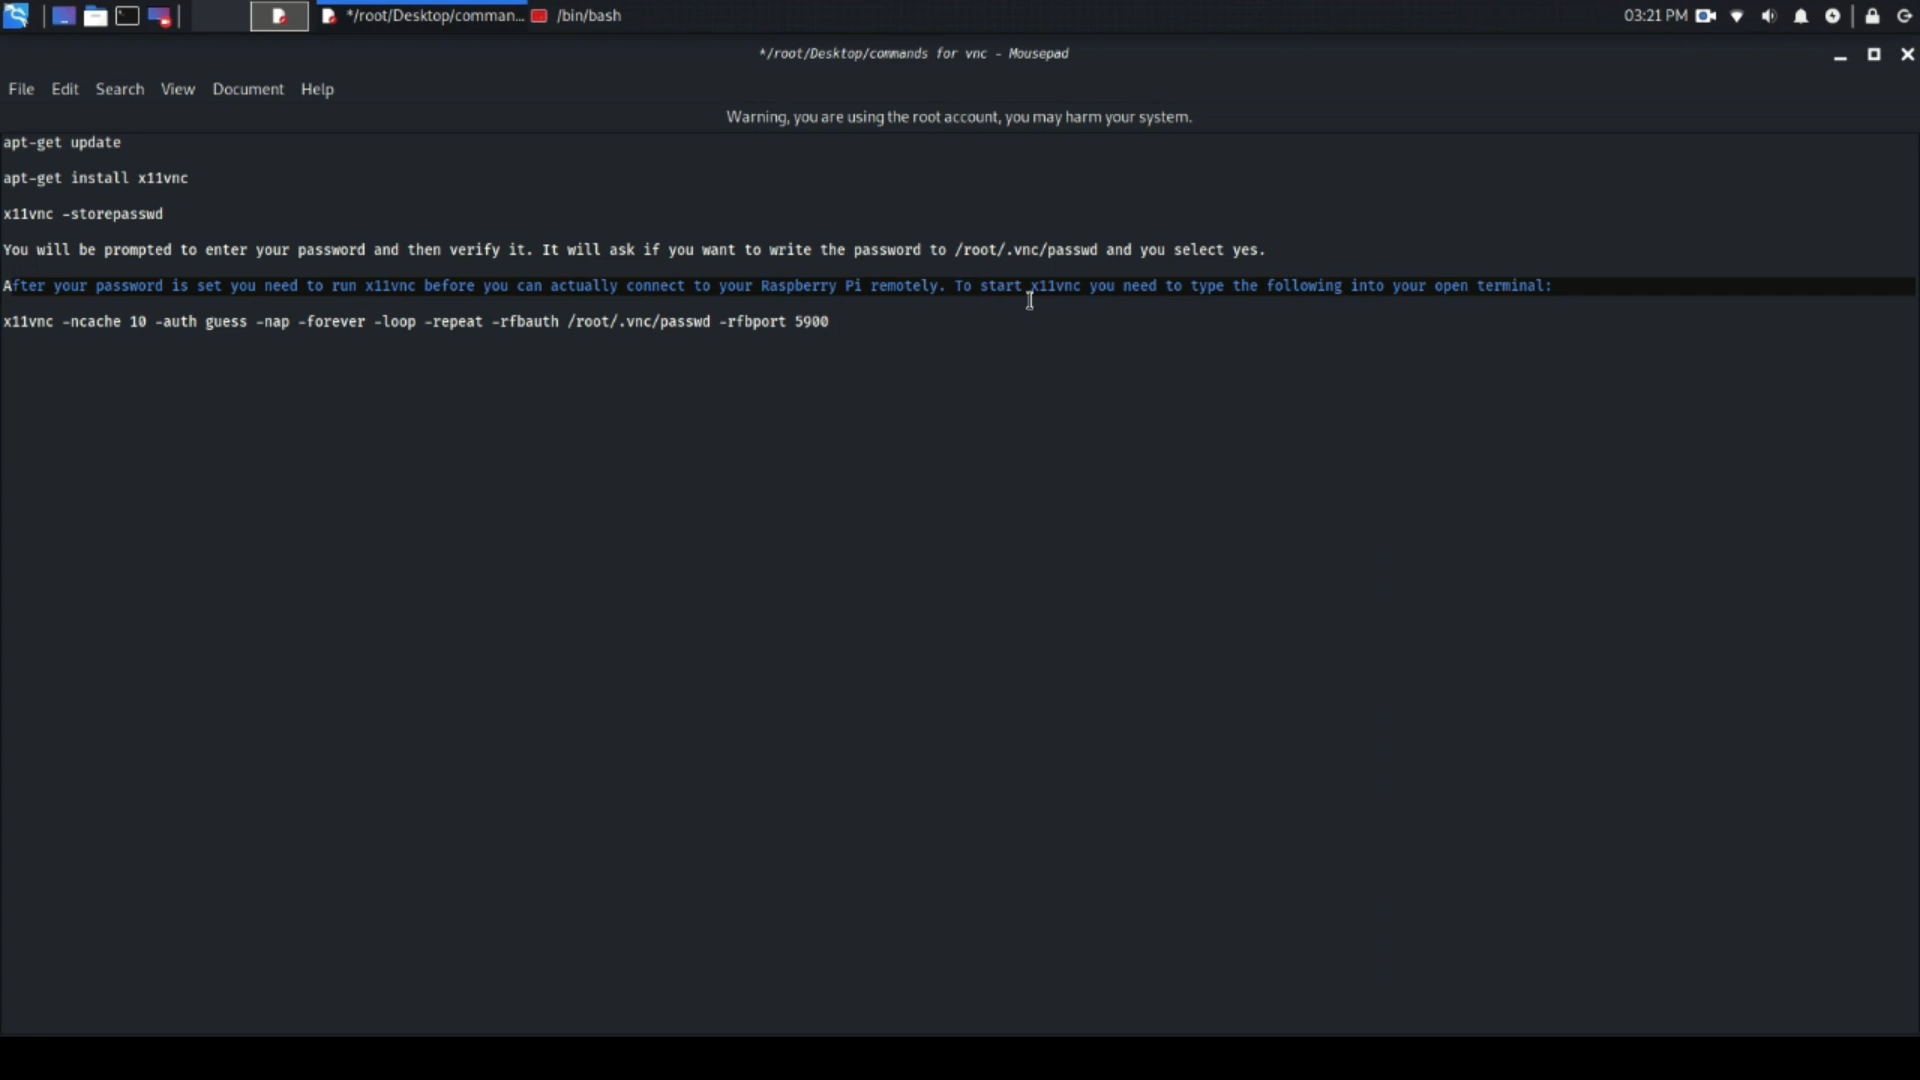 */root/Desktop/comman... /bin/bash 03:21 PM
*/root/Desktop/commands for vnc - Mousepad
File Edit Search View Document Help
Warning, you are using the root account, you may harm your system.
apt-get update
apt-get install x11vnc
x11vnc -storepasswd
You will be prompted to enter your password and then verify it. It will ask if you want to write the password to /root/.vnc/passwd and you select yes.
After your password is set you need to run x11vnc before you can actually connect to your Raspberry Pi remotely. To start x11vnc you need to type the following into your open terminal:
x11vnc -ncache 10 -auth guess -nap -forever -loop -repeat -rfbauth /root/.vnc/passwd -rfbport 5900